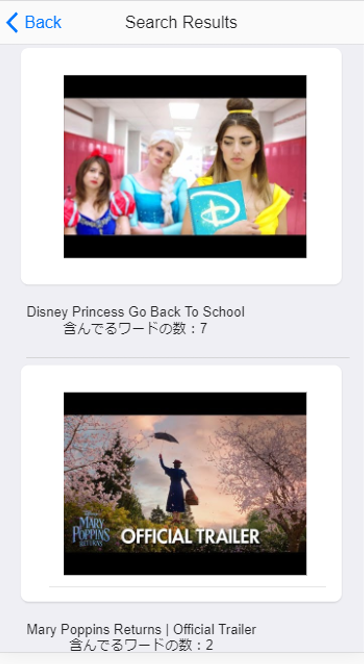 Back
Search Results
D
Disney Princess Go Back To School
含んでるワードの数：7
MARY
POPPINS
RETURNS
OFFICIAL TRAILER
Mary Poppins Returns | Official Trailer
含んでるワードの数：2